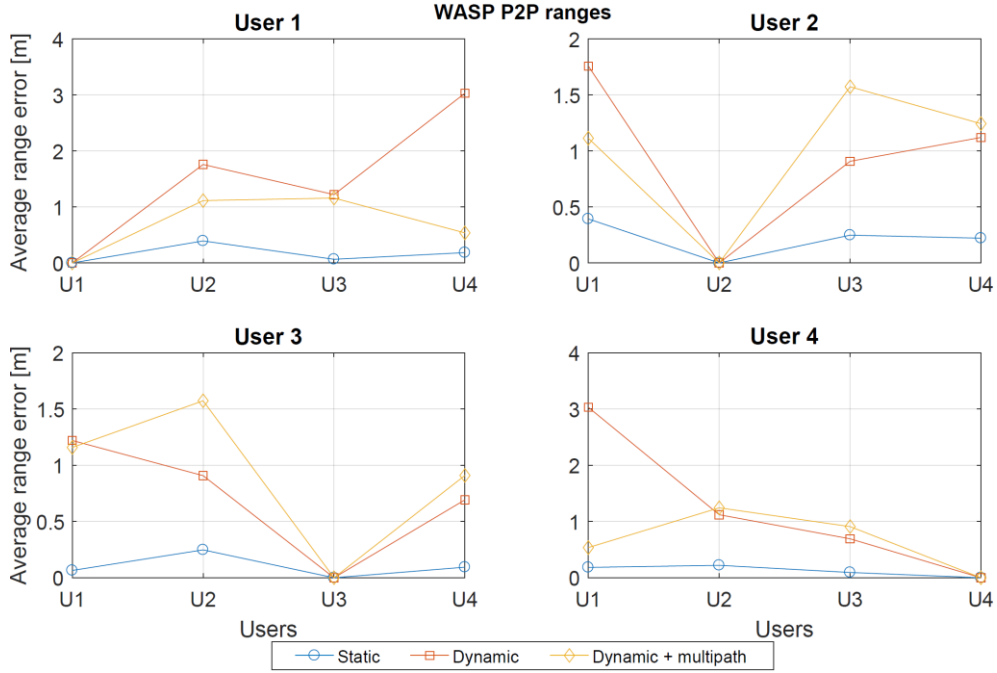 WASP P2P ranges
User 1
Average range error [m]
4
3
2
1
0
U1 U2 U3 U4
User 2
2
1.5
1
0.5
0
U1 U2 U3 U4
User 3
Average range error [m]
2
1.5
1
0.5
0
U1 U2 U3 U4
Users
User 4
4
3
2
1
0
U1 U2 U3 U4
Users
Static Dynamic Dynamic + multipath